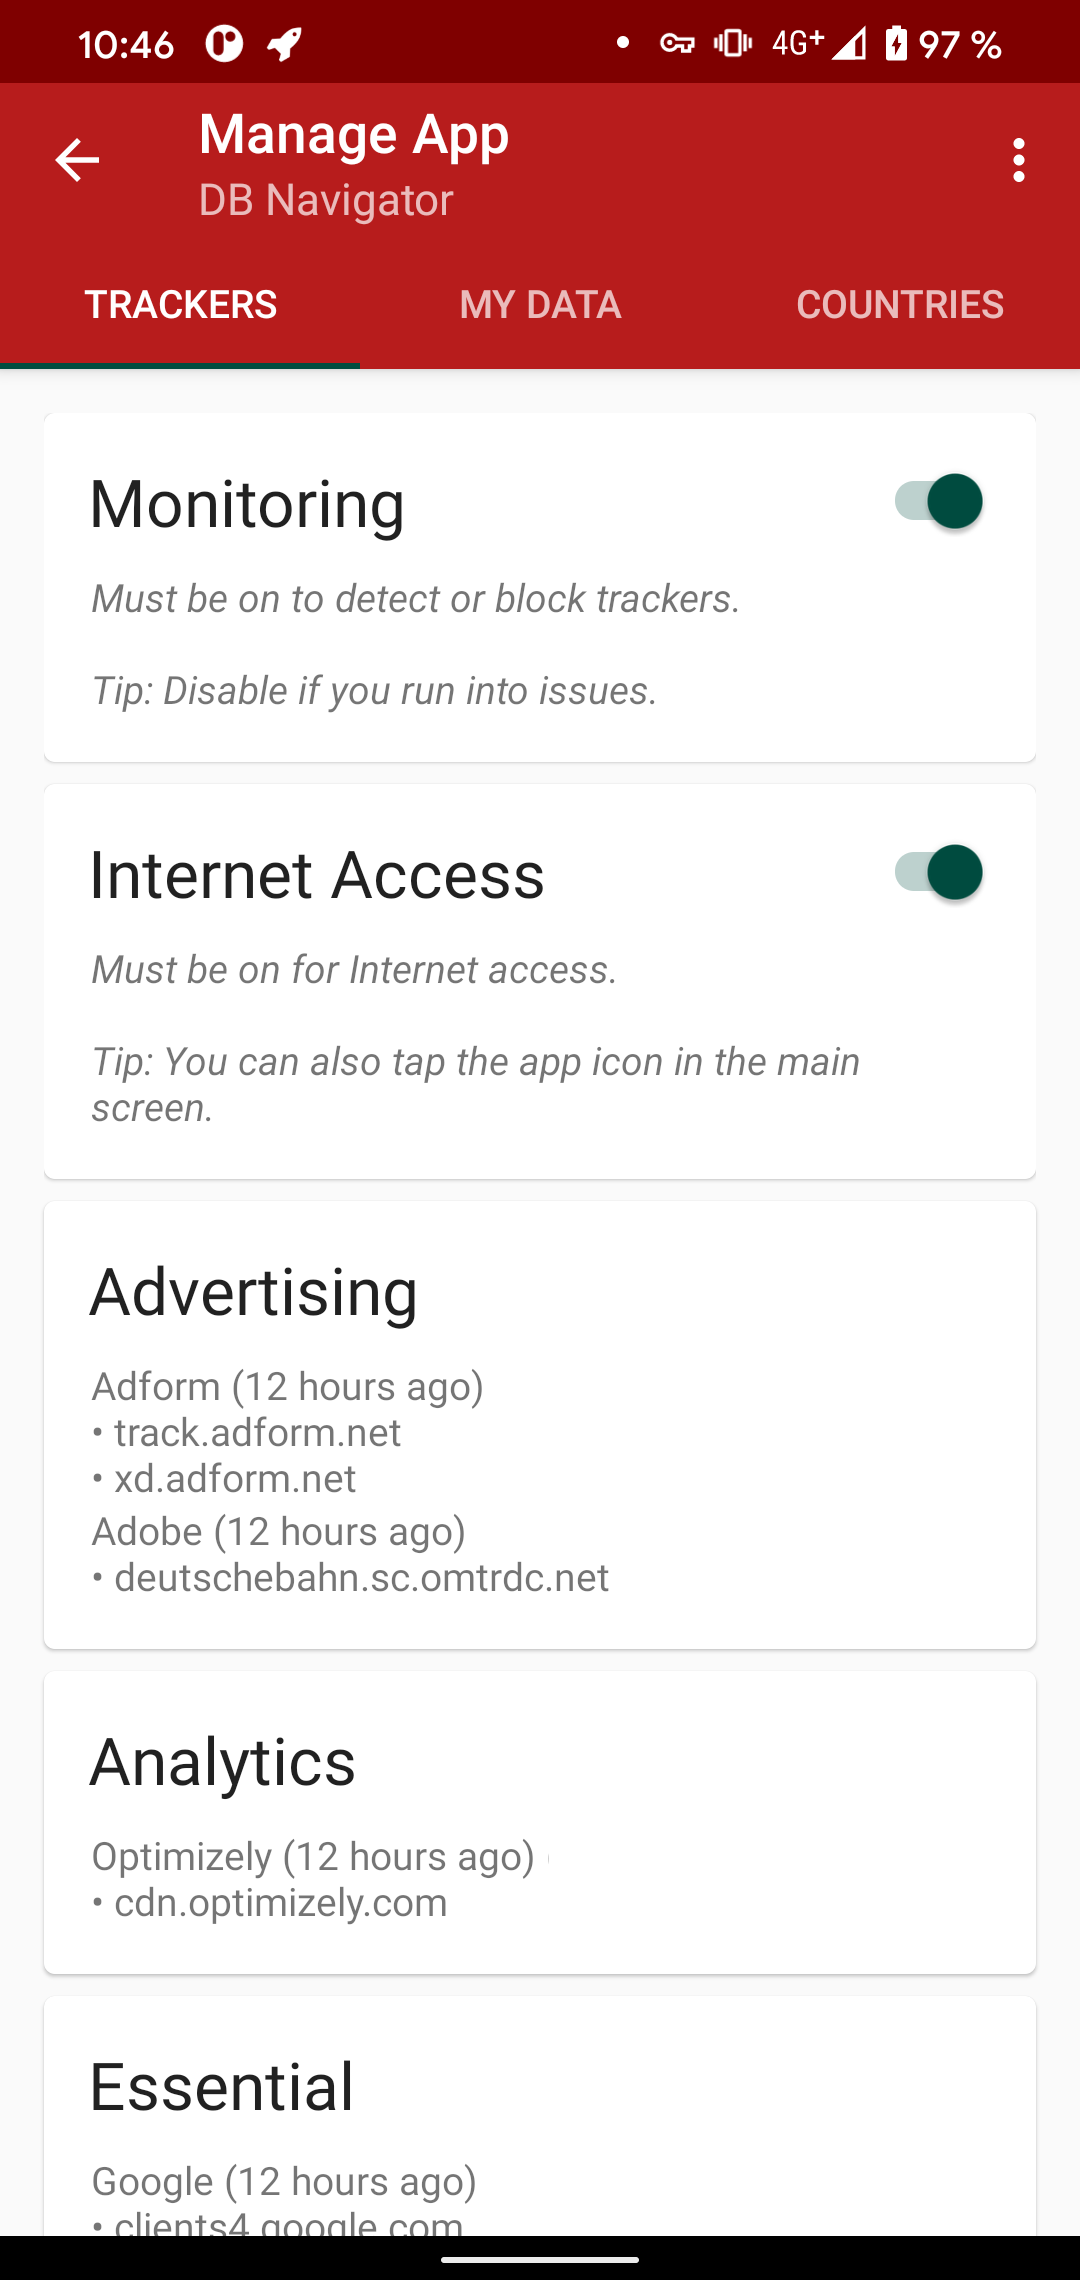 10:46
4G+
97 %
Manage App
DB Navigator
TRACKERS
MY DATA
COUNTRIES
Monitoring
Must be on to detect or block trackers.
Tip: Disable if you run into issues.
Internet Access
Must be on for Internet access.
Tip: You can also tap the app icon in the main
screen.
Advertising
Adform (12 hours ago)
• track.adform.net
• xd.adform.net
Adobe (12 hours ago)
• deutschebahn.sc.omtrdc.net
Analytics
Optimizely (12 hours ago)
• cdn.optimizely.com
Essential
Google (12 hours ago)
• clients4.google.com